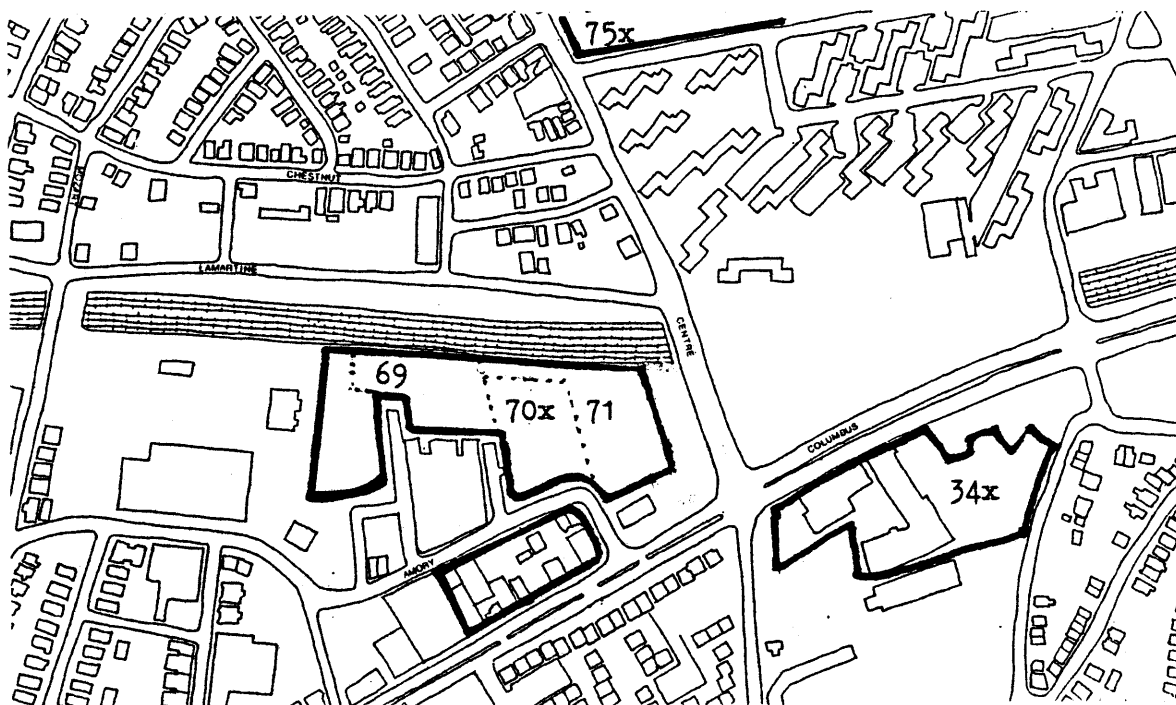 75x
CHESTNUT
LAMARTINE
CENTRE
69
70x
71
COLUMBUS
34x
AMORY